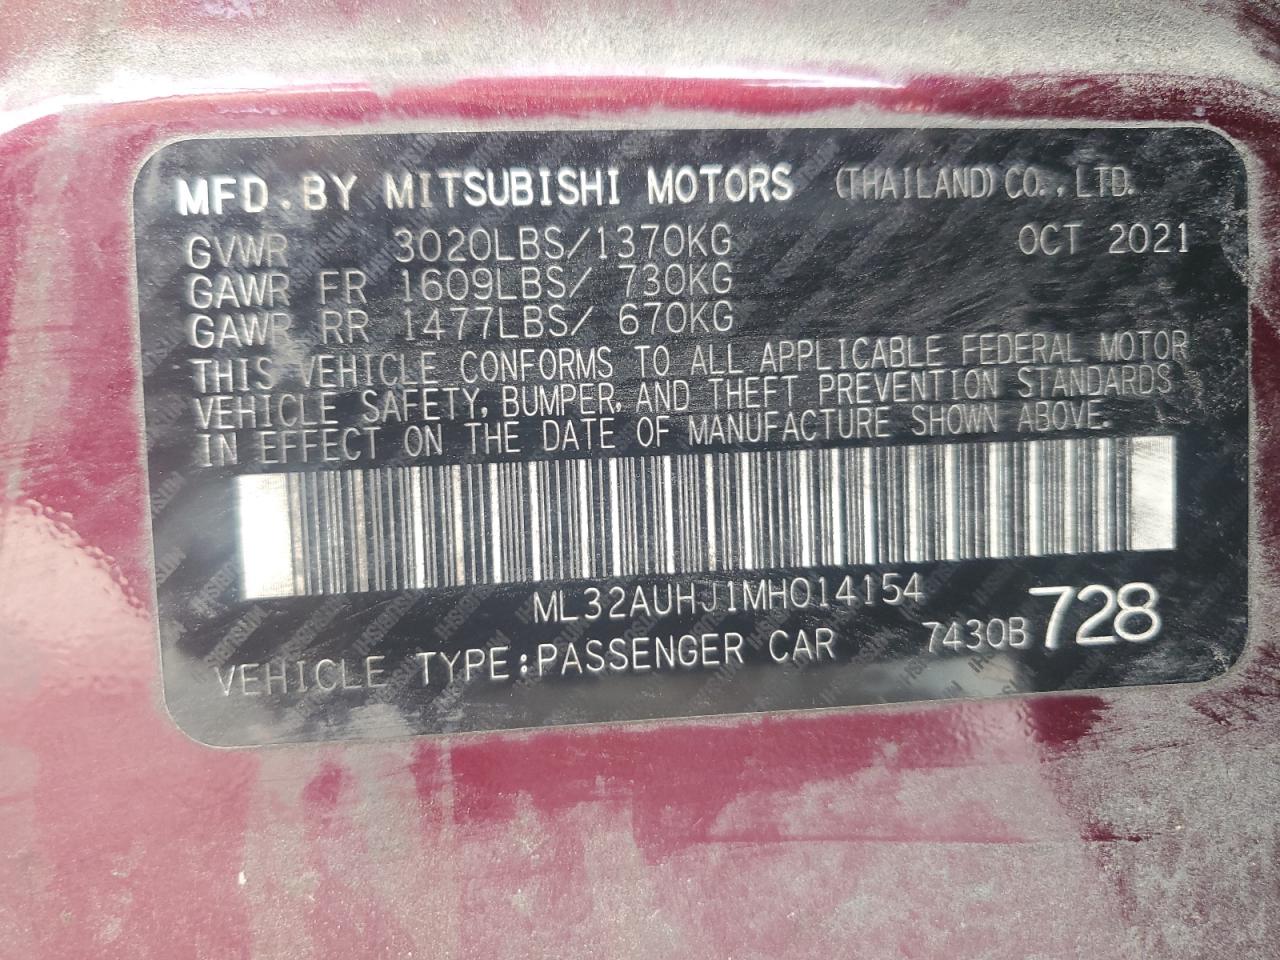 MFD. BY MITSUBISHI MOTORS (THAILAND) CO., LTD.
GVWR 3020LBS/1370KG OCT 2021
GAWR FR 1609LBS/ 730KG
GAWR RR 1477LBS/ 670KG
THIS VEHICLE CONFORMS TO ALL APPLICABLE FEDERAL MOTOR
VEHICLE SAFETY, BUMPER, AND THEFT PREVENTION STANDARDS
IN EFFECT ON THE DATE OF MANUFACTURE SHOWN ABOVE.
ML32AUHJ1MH014154
VEHICLE TYPE:PASSENGER CAR 7430B 728